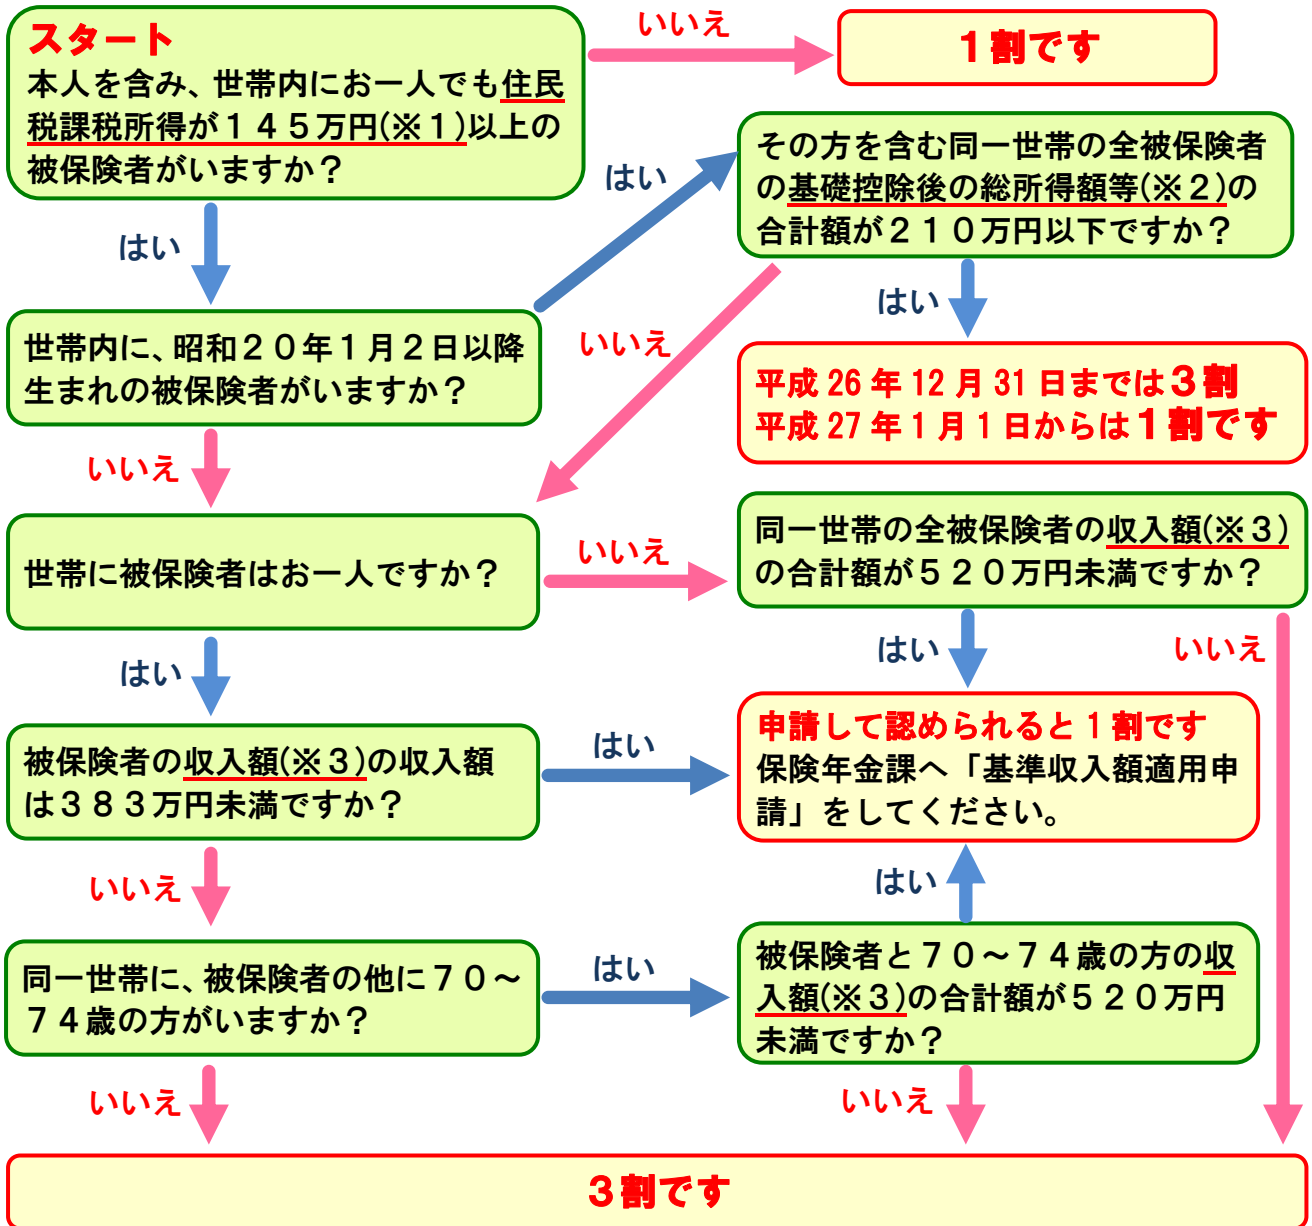 スタート
本人を含み、世帯内にお一人でも住民
税課税所得が１４５万円(※１)以上の
被保険者がいますか？
いいえ
１割です
はい
はい
その方を含む同一世帯の全被保険者
の基礎控除後の総所得額等(※２)の
合計額が２１０万円以下ですか？
世帯内に、昭和２０年１月２日以降
生まれの被保険者がいますか？
いいえ
はい
平成 26 年 12 月 31 日までは３割
平成 27 年 1 月 1 日からは１割です
いいえ
世帯に被保険者はお一人ですか？
いいえ
同一世帯の全被保険者の収入額(※３)
の合計額が５２０万円未満ですか？
はい
はい
いいえ
被保険者の収入額(※３)の収入額
は３８３万円未満ですか？
はい
申請して認められると 1 割です
保険年金課へ「基準収入額適用申
請」をしてください。
いいえ
はい
同一世帯に、被保険者の他に７０～
７４歳の方がいますか？
はい
被保険者と７０～７４歳の方の収
入額(※３)の合計額が５２０万円
未満ですか？
いいえ
いいえ
３割です